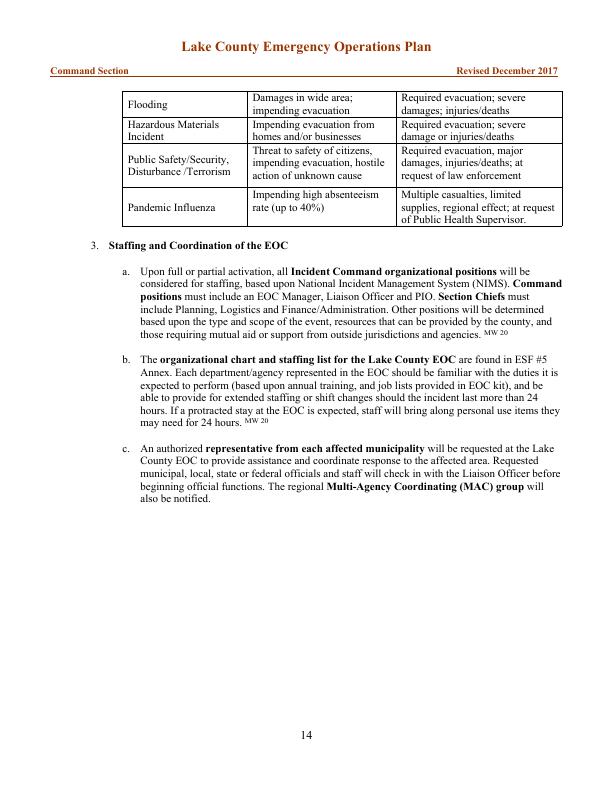 Lake County Emergency Operations Plan
Command Section Revised December 2017
Flooding
Damages in wide area;
impending evacuation
Required evacuation; severe
damages; injuries/deaths
Hazardous Materials
Incident
Impending evacuation from
homes and/or businesses
Required evacuation; severe
damage or injuries/deaths
Public Safety/Security,
Disturbance /Terrorism
Threat to safety of citizens,
impending evacuation, hostile
action of unknown cause
Required evacuation, major
damages, injuries/deaths; at
request of law enforcement
Pandemic Influenza
Impending high absenteeism
rate (up to 40%)
Multiple casualties, limited
supplies, regional effect; at request
of Public Health Supervisor.
3. Staffing and Coordination of the EOC
a. Upon full or partial activation, all Incident Command organizational positions will be
considered for staffing, based upon National Incident Management System (NIMS). Command
positions must include an EOC Manager, Liaison Officer and PIO. Section Chiefs must
include Planning, Logistics and Finance/Administration. Other positions will be determined
based upon the type and scope of the event, resources that can be provided by the county, and
those requiring mutual aid or support from outside jurisdictions and agencies. MW 20
b. The organizational chart and staffing list for the Lake County EOC are found in ESF #5
Annex. Each department/agency represented in the EOC should be familiar with the duties it is
expected to perform (based upon annual training, and job lists provided in EOC kit), and be
able to provide for extended staffing or shift changes should the incident last more than 24
hours. If a protracted stay at the EOC is expected, staff will bring along personal use items they
may need for 24 hours. MW 20
c. An authorized representative from each affected municipality will be requested at the Lake
County EOC to provide assistance and coordinate response to the affected area. Requested
municipal, local, state or federal officials and staff will check in with the Liaison Officer before
beginning official functions. The regional Multi-Agency Coordinating (MAC) group will
also be notified.
14